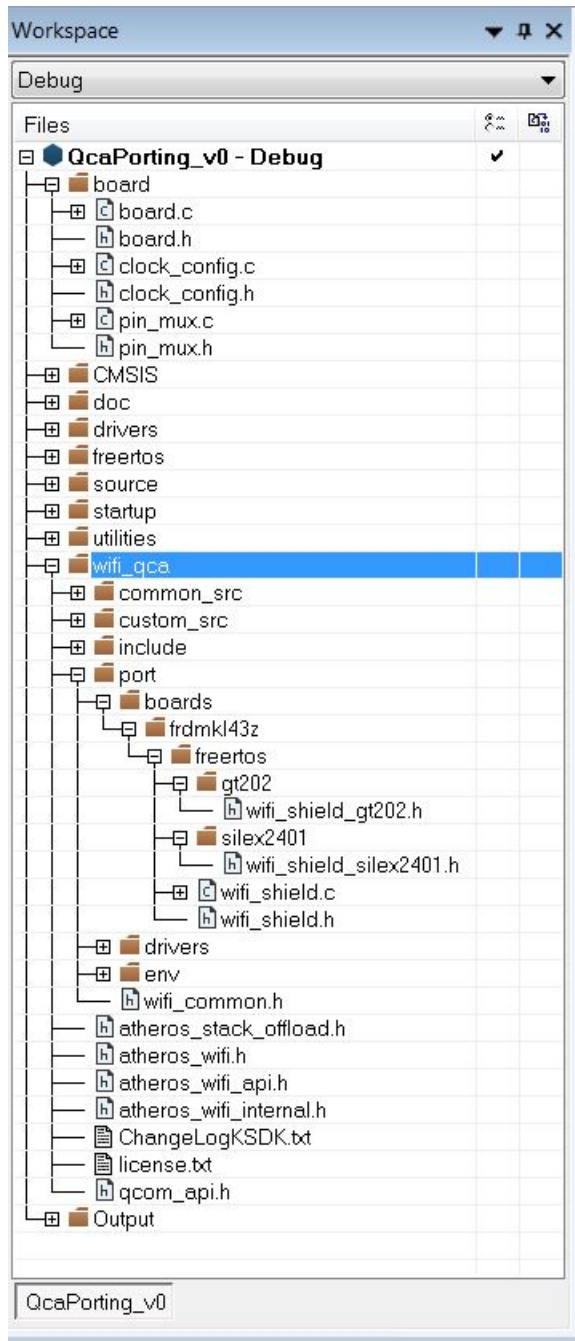 Workspace
Debug
Files
QcaPorting_v0 - Debug
board
board.c
board.h
clock_config.c
clock_config.h
pin_mux.c
pin_mux.h
CMSIS
doc
drivers
freertos
source
startup
utilities
wifi_qca
common_src
custom_src
include
port
boards
frdmkl43z
freertos
gt202
wifi_shield_gt202.h
silex2401
wifi_shield_silex2401.h
wifi_shield.c
wifi_shield.h
drivers
env
wifi_common.h
atheros_stack_offload.h
atheros_wifi.h
atheros_wifi_api.h
atheros_wifi_internal.h
ChangeLogKSDK.txt
license.txt
qcom_api.h
Output
QcaPorting_v0